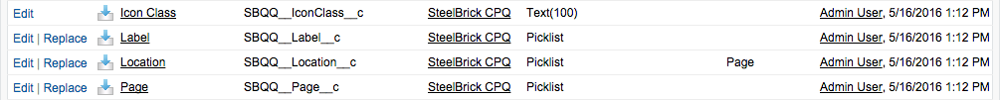 Edit Icon Class SBQQ__IconClass__c SteelBrick CPQ Text(100) Admin User, 5/16/2016 1:12 PM
Edit | Replace Label SBQQ__Label__c SteelBrick CPQ Picklist Admin User, 5/16/2016 1:12 PM
Edit | Replace Location SBQQ__Location__c SteelBrick CPQ Picklist Page Admin User, 5/16/2016 1:12 PM
Edit | Replace Page SBQQ__Page__c SteelBrick CPQ Picklist Admin User, 5/16/2016 1:12 PM